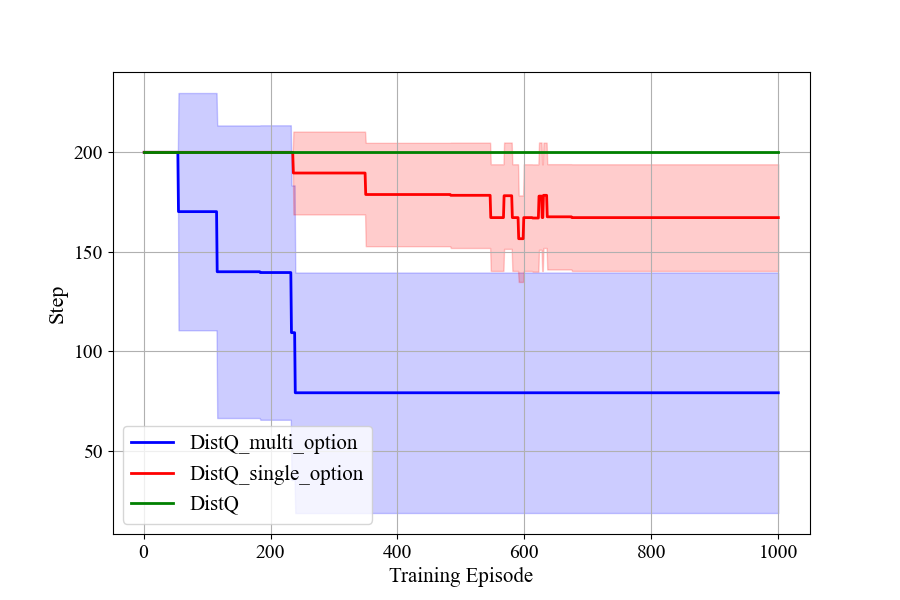 200
150
100
50
Step
DistQ_multi_option
DistQ_single_option
DistQ
0 200 400 600 800 1000
Training Episode